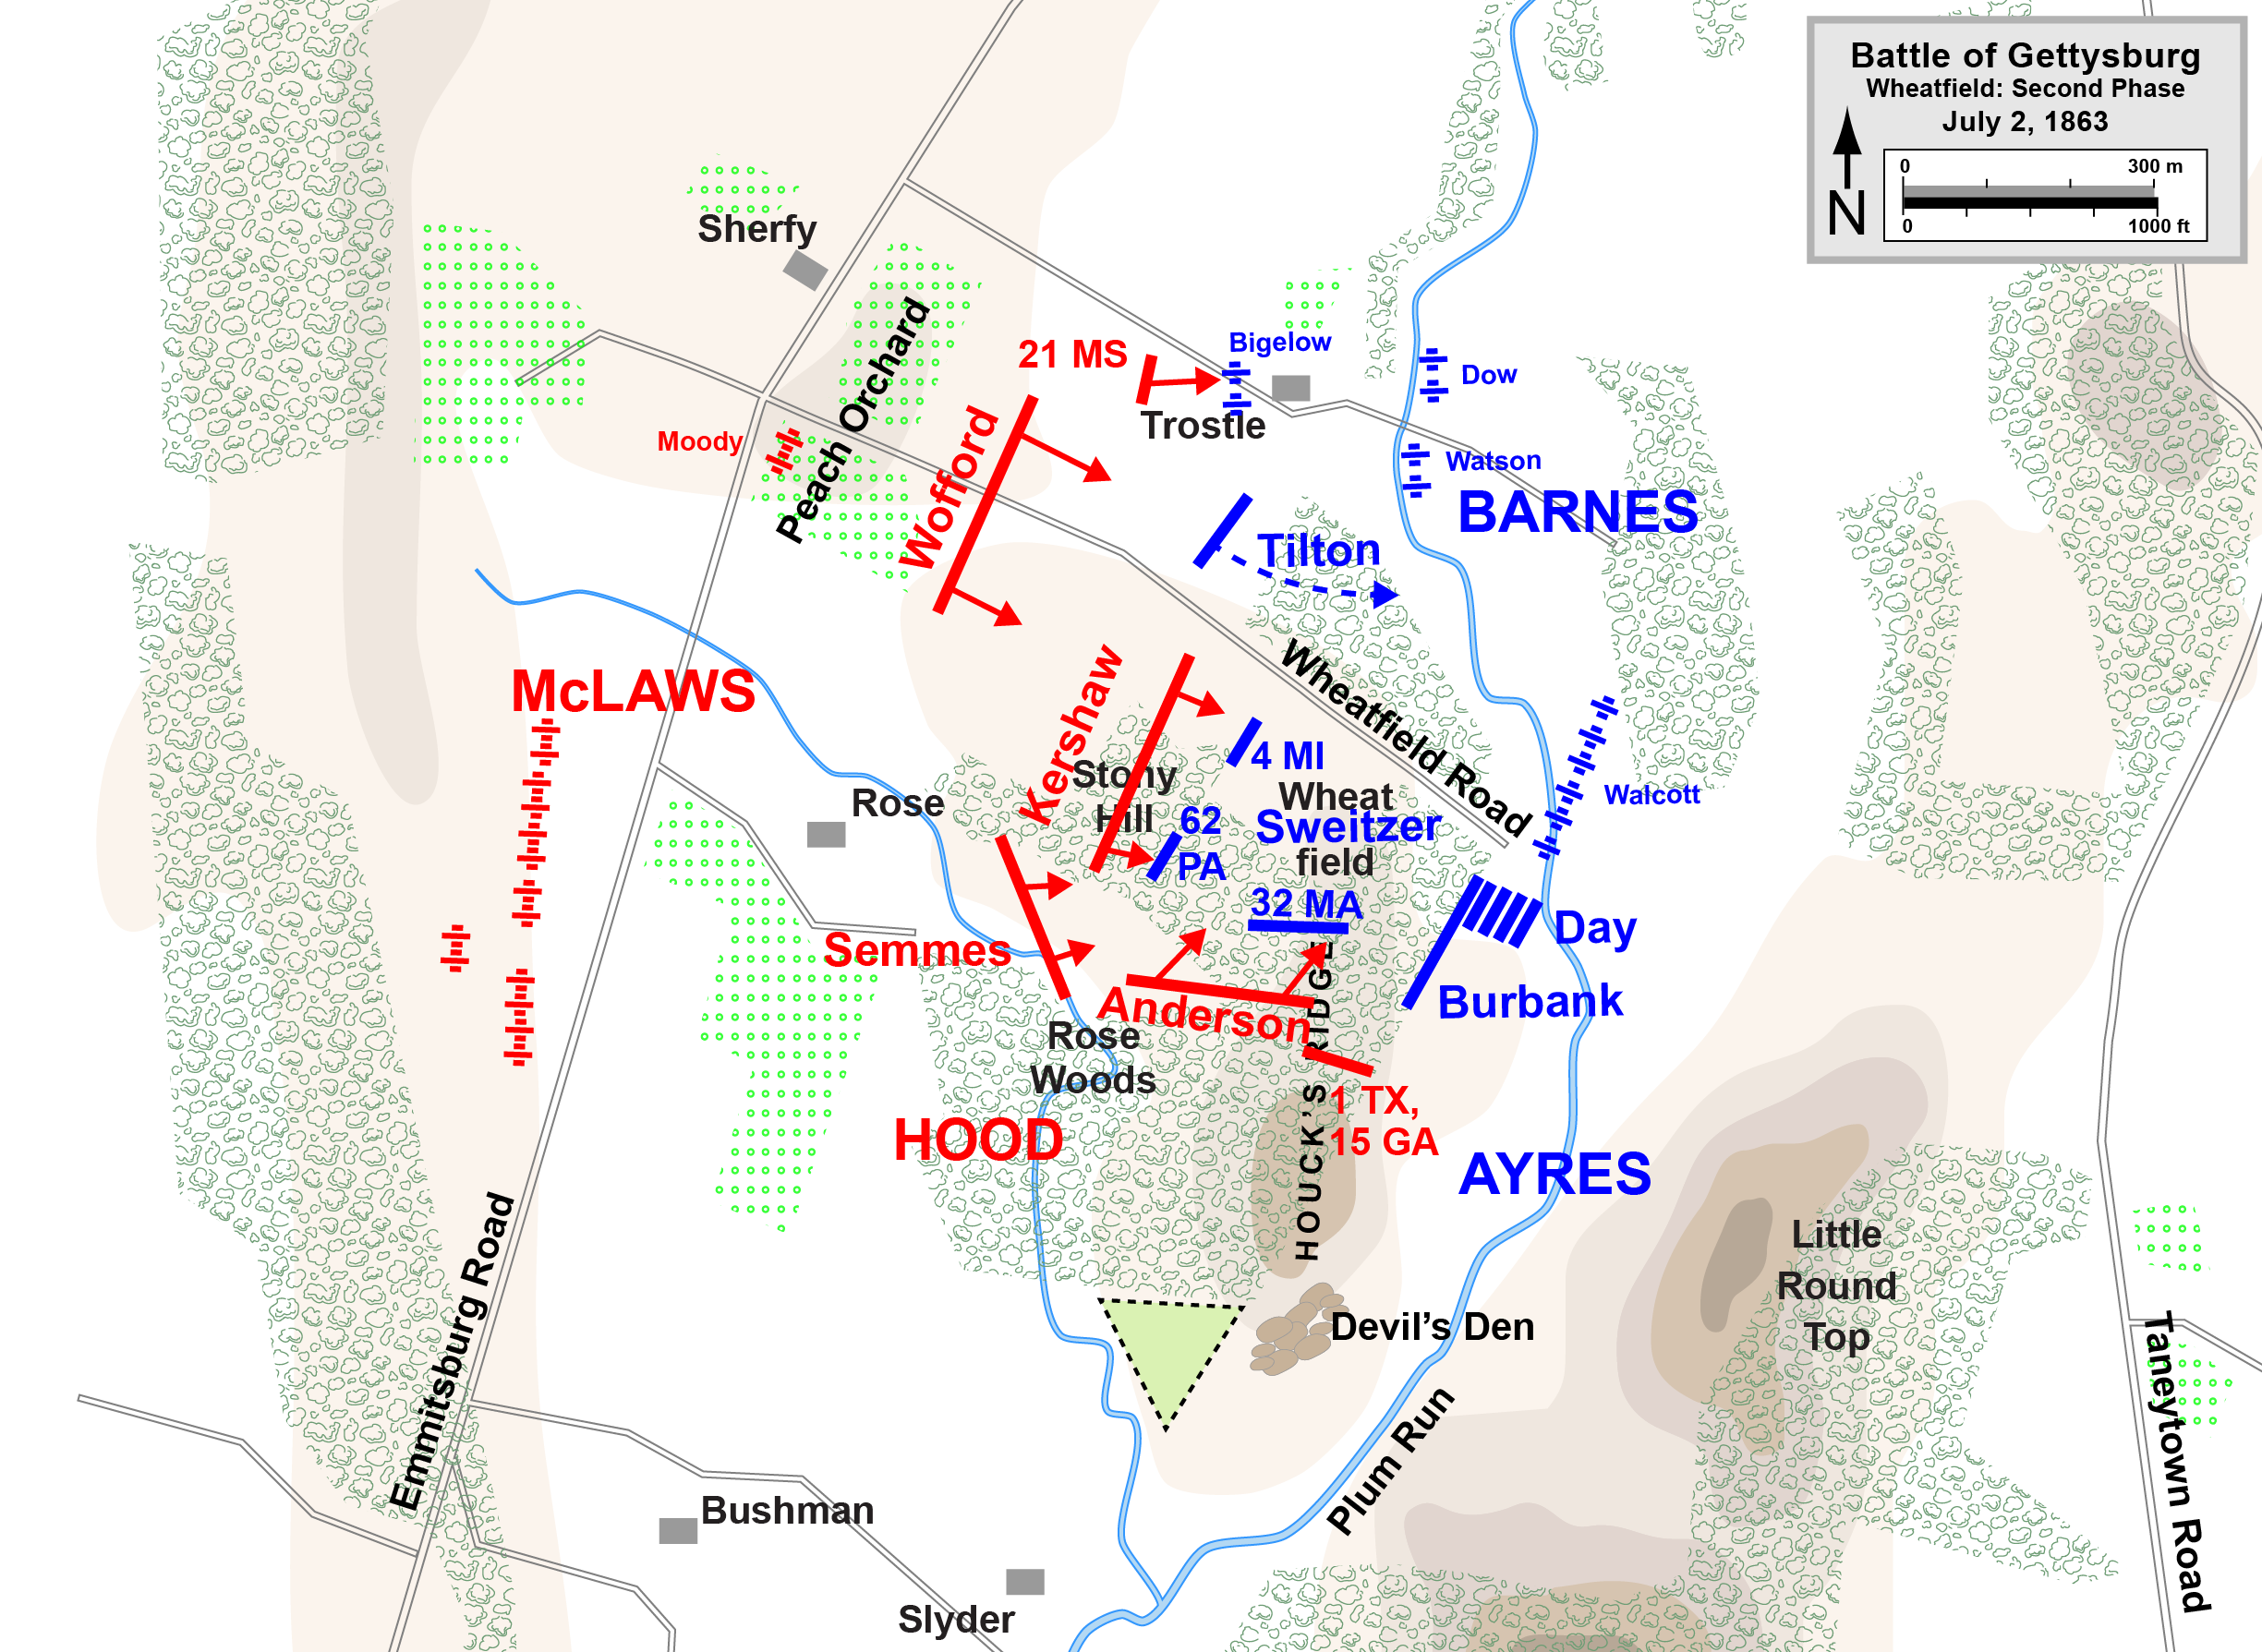 Battle of Gettysburg
Wheatfield: Second Phase
July 2, 1863
0 300 m
0 1000 ft
N
Sherfy
Peach Orchard
Moody
21 MS
Bigelow
Trostle
Dow
Watson
BARNES
Wofford
Tilton
McLAWS
Kershaw
Wheatfield Road
Stony
Hill
4 MI
Wheat
Sweitzer
field
62
PA
Walcott
Rose
32 MA
Semmes
Day
Burbank
Anderson
Rose
Woods
HOUCK’S RIDGE
1 TX,
15 GA
HOOD
AYRES
Little
Round
Top
Devil’s Den
Emmitsburg Road
Plum Run
Taneytown Road
Bushman
Slyder